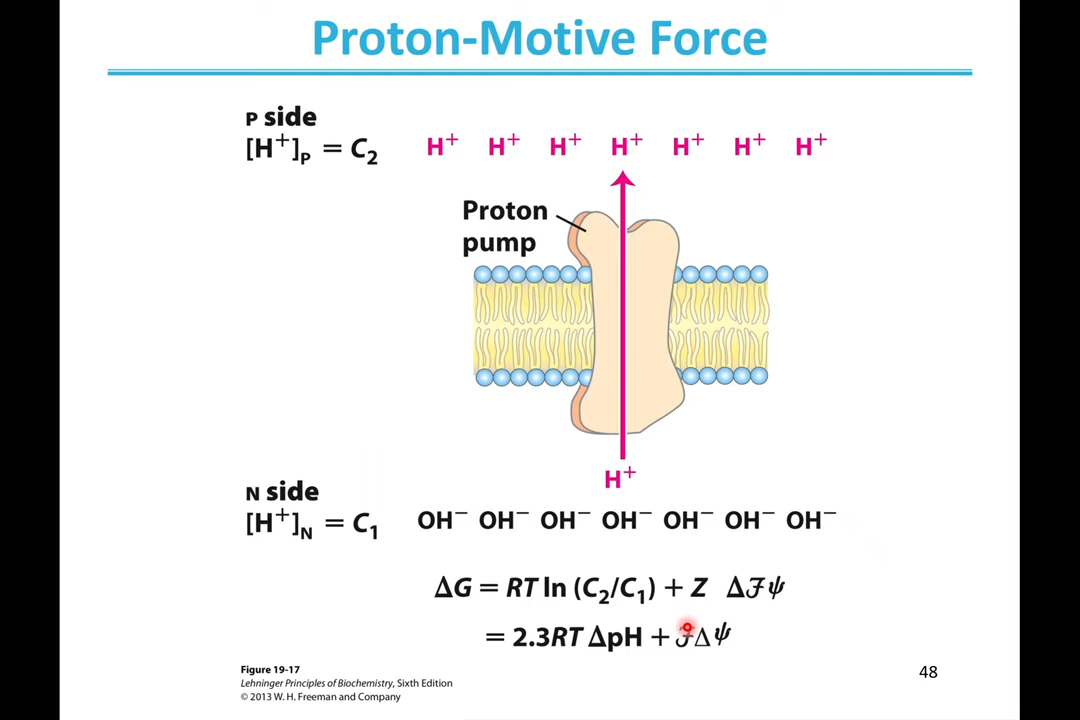 Proton-Motive Force
P side
[H⁺]P = C₂
H⁺ H⁺ H⁺ H⁺ H⁺ H⁺ H⁺
Proton
pump
H⁺
N side
[H⁺]N = C₁
OH⁻ OH⁻ OH⁻ OH⁻ OH⁻ OH⁻ OH⁻
ΔG = RT ln (C₂/C₁) + Z Δℱψ
= 2.3RT ΔpH + ℱΔψ
Figure 19-17
Lehninger Principles of Biochemistry, Sixth Edition
© 2013 W. H. Freeman and Company
48